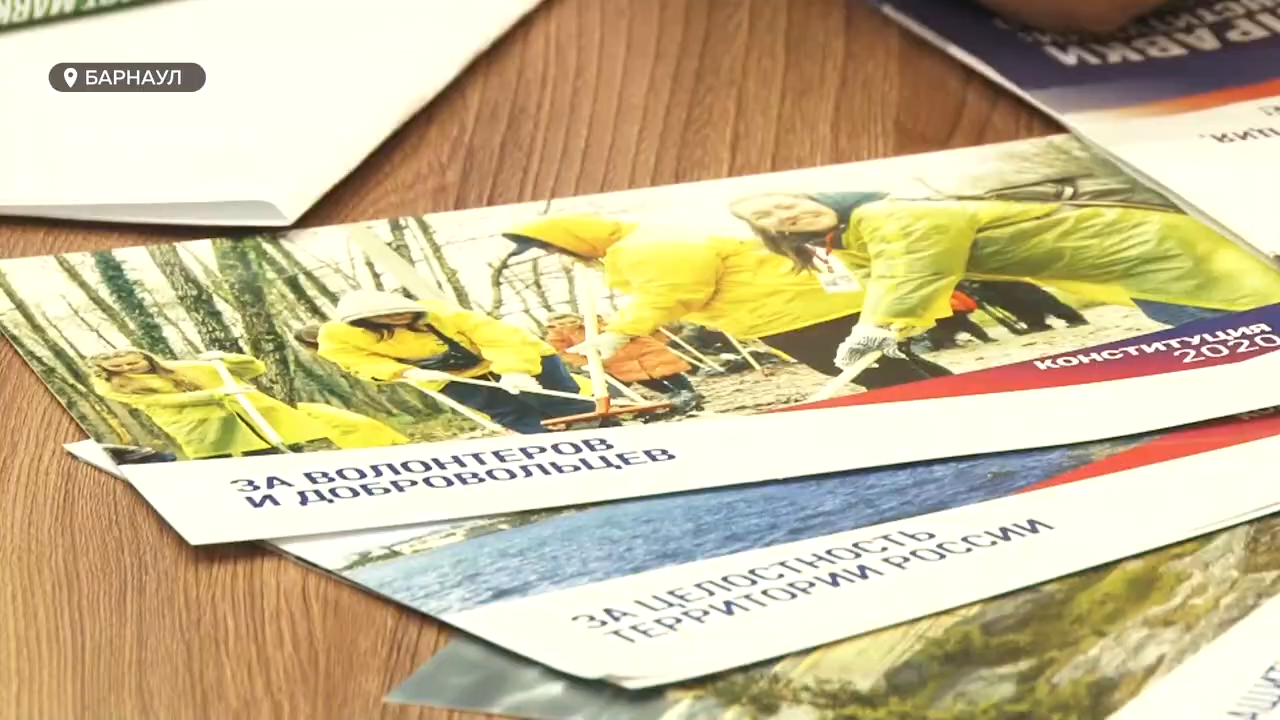 БАРНАУЛ
КОНСТИТУЦИЯ
2020
ЗА ВОЛОНТЕРОВ
И ДОБРОВОЛЬЦЕВ
ЗА ЦЕЛОСТНОСТЬ
ТЕРРИТОРИИ РОССИИ